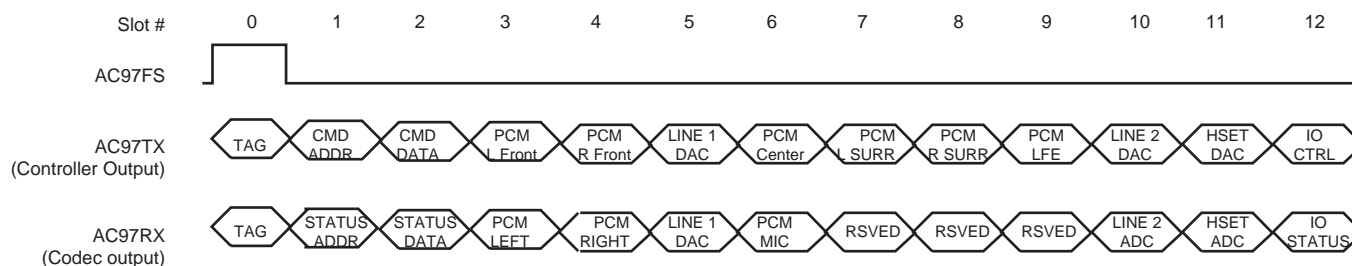 Slot # 0 1 2 3 4 5 6 7 8 9 10 11 12
AC97FS
AC97TX
(Controller Output)
TAG
CMD
ADDR
CMD
DATA
PCM
L Front
PCM
R Front
LINE 1
DAC
PCM
Center
PCM
L SURR
PCM
R SURR
PCM
LFE
LINE 2
DAC
HSET
DAC
IO
CTRL
AC97RX
(Codec output)
TAG
STATUS
ADDR
STATUS
DATA
PCM
LEFT
PCM
RIGHT
LINE 1
DAC
PCM
MIC
RSVED
RSVED
RSVED
LINE 2
ADC
HSET
ADC
IO
STATUS